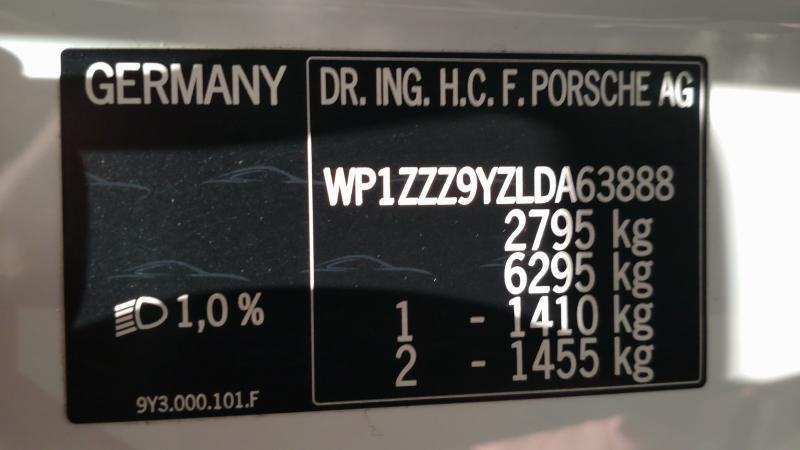 GERMANY
DR. ING. H.C. F. PORSCHE AG
WP1ZZZ9YZLDA63888
2795 kg
6295 kg
1 - 1410 kg
2 - 1455 kg
1,0 %
9Y3.000.101.F